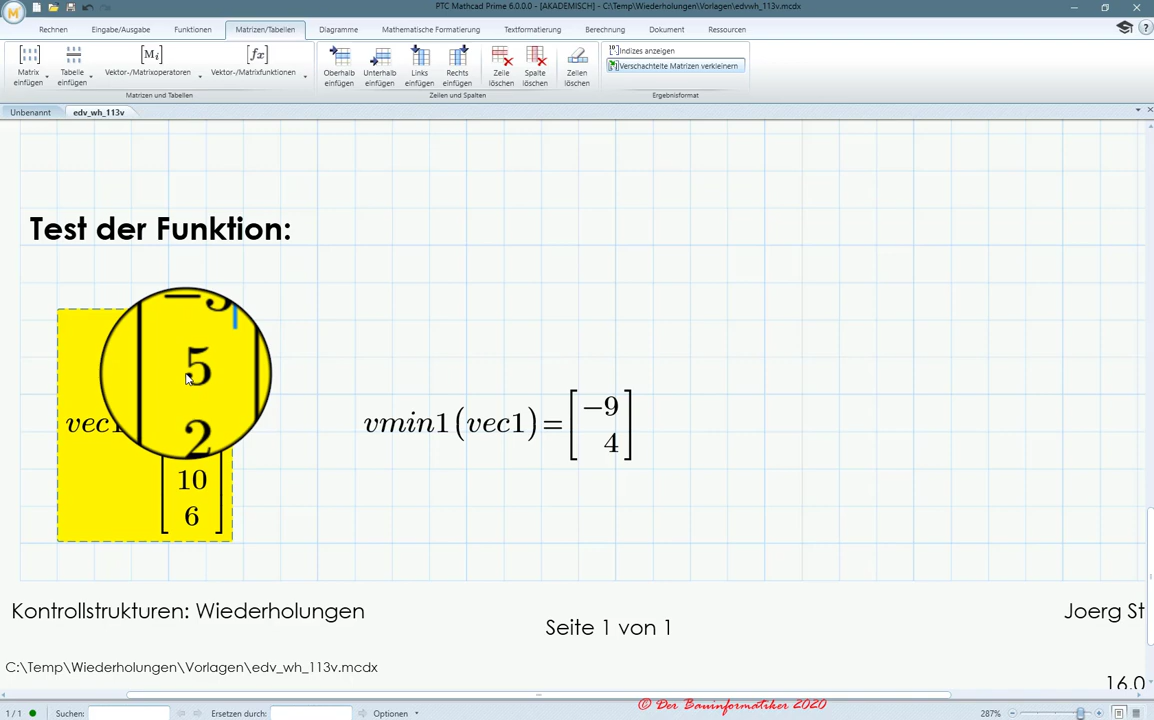 PTC Mathcad Prime 6.0.0.0 - [AKADEMISCH] - C:\Temp\Wiederholungen\Vorlagen\edvwh_113v.mcdx
Rechnen Eingabe/Ausgabe Funktionen Matrizen/Tabellen Diagramme Mathematische Formatierung Textformatierung Berechnung Dokument Ressourcen
Matrix einfügen
Tabelle einfügen
Vektor-/Matrixoperatoren
Vektor-/Matrixfunktionen
Oberhalb einfügen
Unterhalb einfügen
Links einfügen
Rechts einfügen
Zeile löschen
Spalte löschen
Zellen löschen
Indizes anzeigen
Verschachtelte Matrizen verkleinern
Matrizen und Tabellen
Zeilen und Spalten
Ergebnisformat
Unbenannt edv_wh_113v
Test der Funktion:
5
2
10
6
vec1
vmin1(vec1)=[-9 4]
Kontrollstrukturen: Wiederholungen
Seite 1 von 1
Joerg St
C:\Temp\Wiederholungen\Vorlagen\edv_wh_113v.mcdx
16.0
1 / 1 Suchen: Ersetzen durch: Optionen
© Der Bauinformatiker 2020
287%